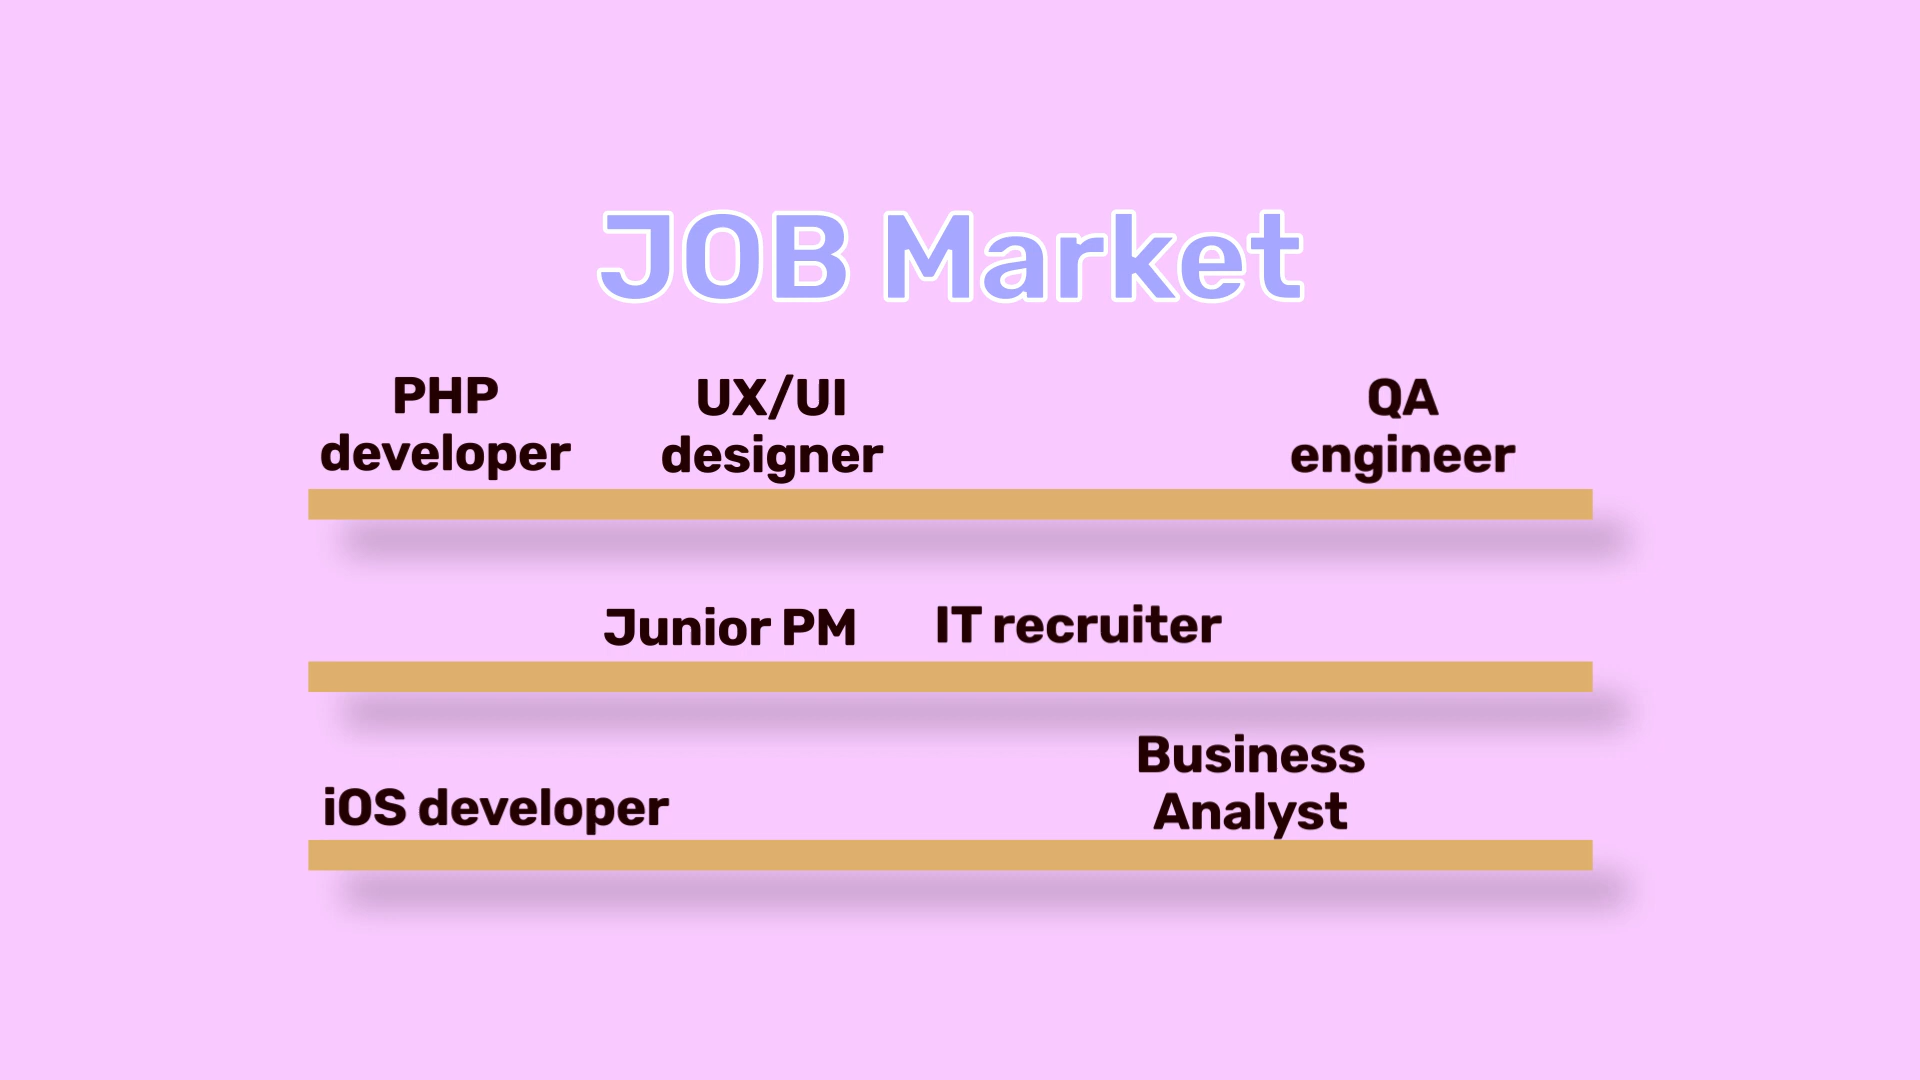 JOB Market
PHP
developer
UX/UI
designer
QA
engineer
Junior PM
IT recruiter
iOS developer
Business
Analyst